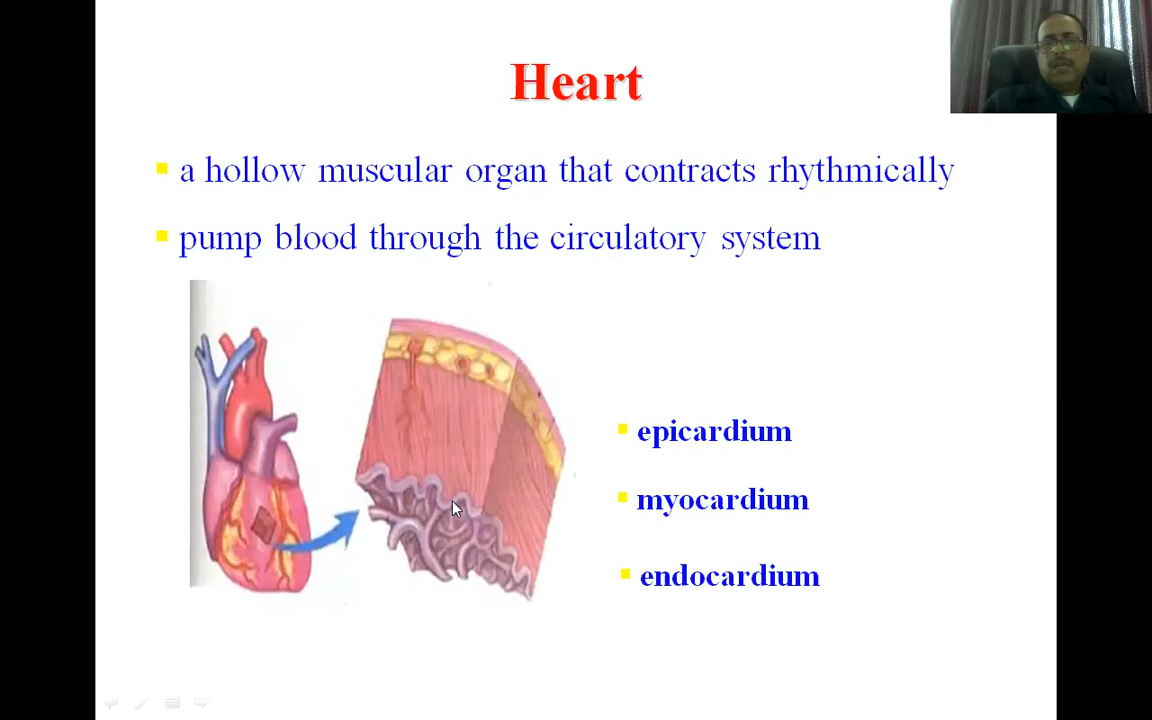 Heart
a hollow muscular organ that contracts rhythmically
pump blood through the circulatory system
epicardium
myocardium
endocardium